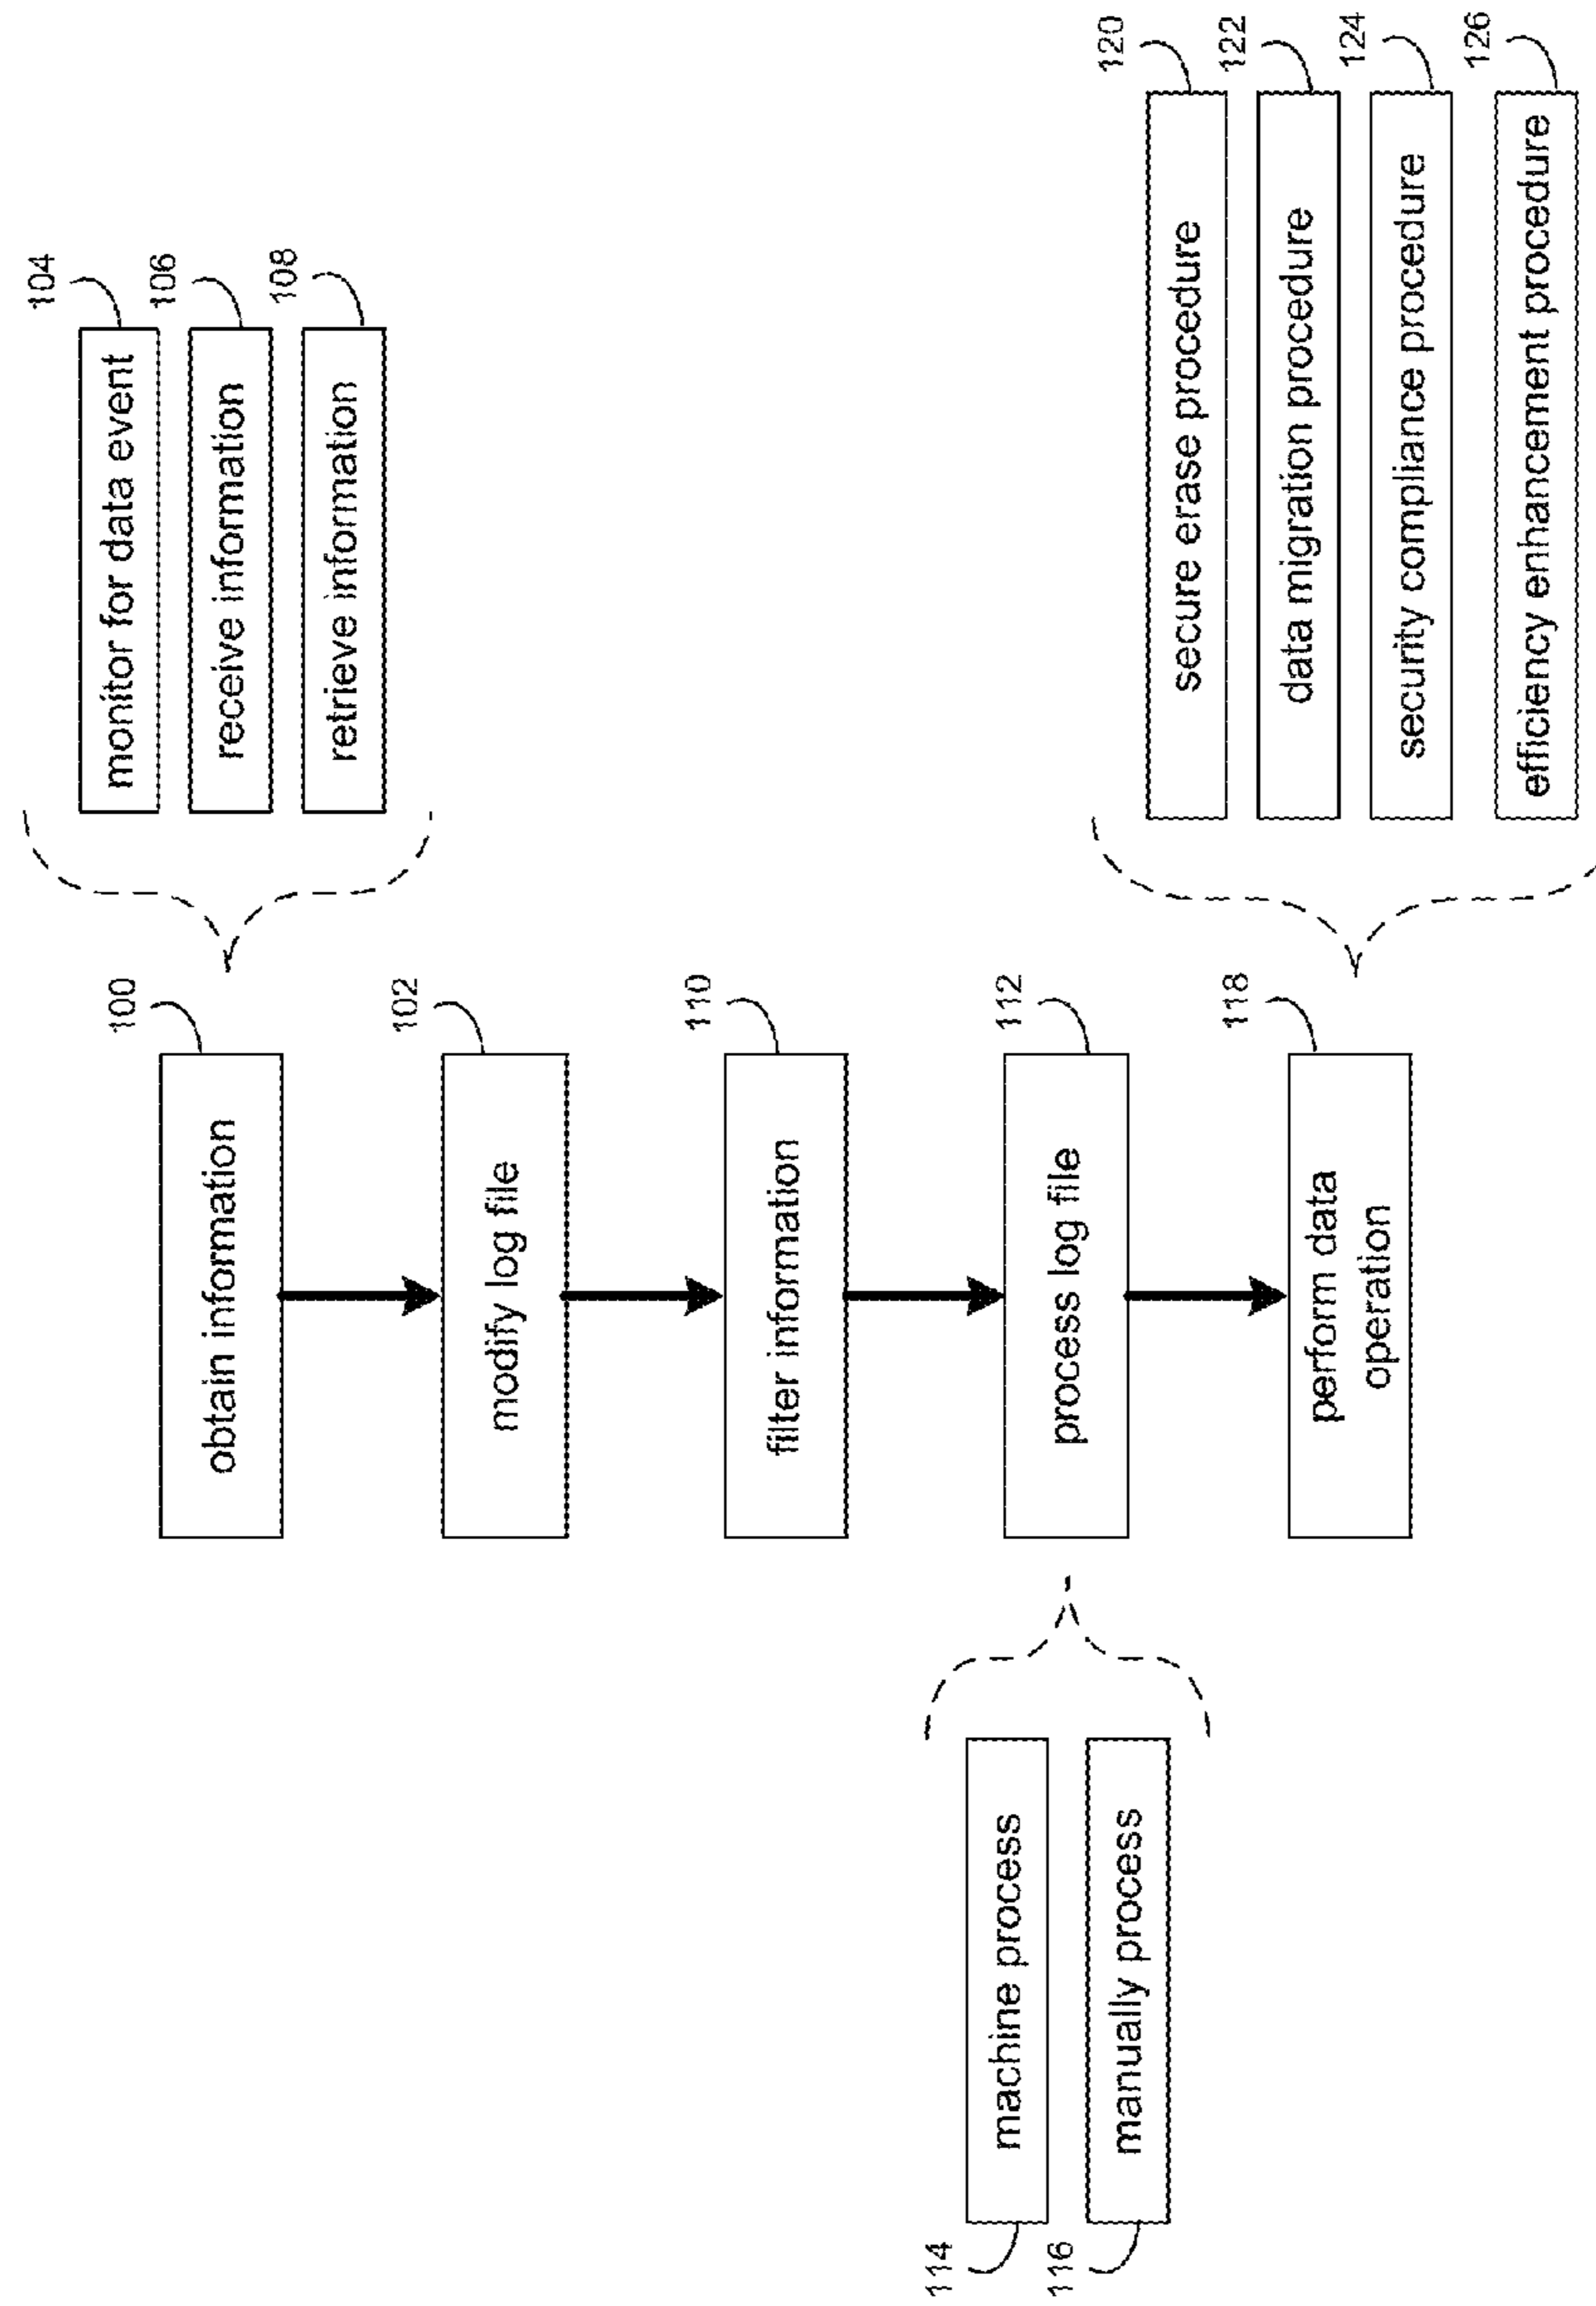 104
monitor for data event
106
receive information
108
retrieve information
100
obtain information
102
modify log file
110
filter information
112
process log file
114
machine process
116
manually process
118
perform data
operation
120
secure erase procedure
122
data migration procedure
124
security compliance procedure
126
efficiency enhancement procedure